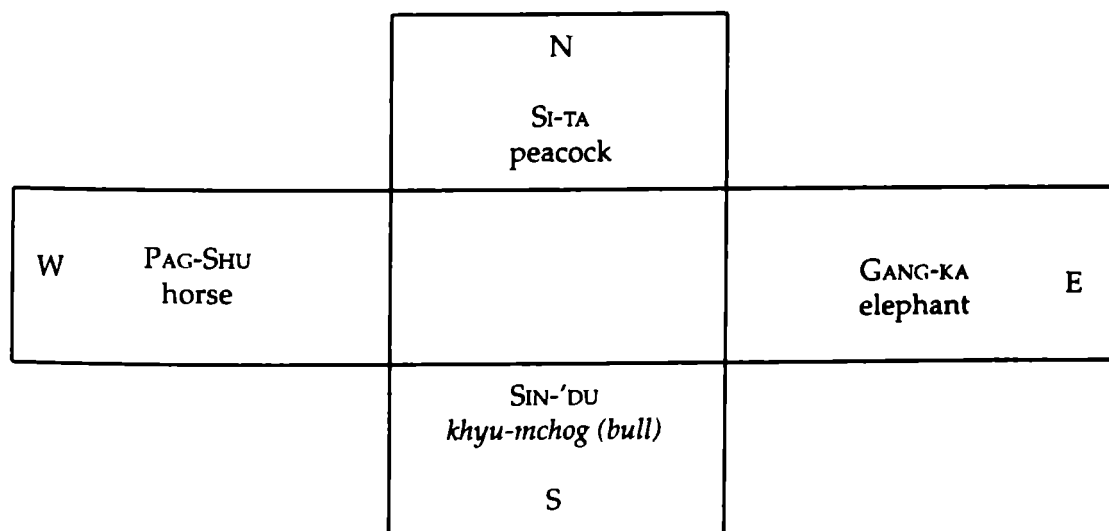 N
SI-TA
peacock
W
PAG-SHU
horse
GANG-KA
elephant
E
SIN-'DU
khyu-mchog (bull)
S